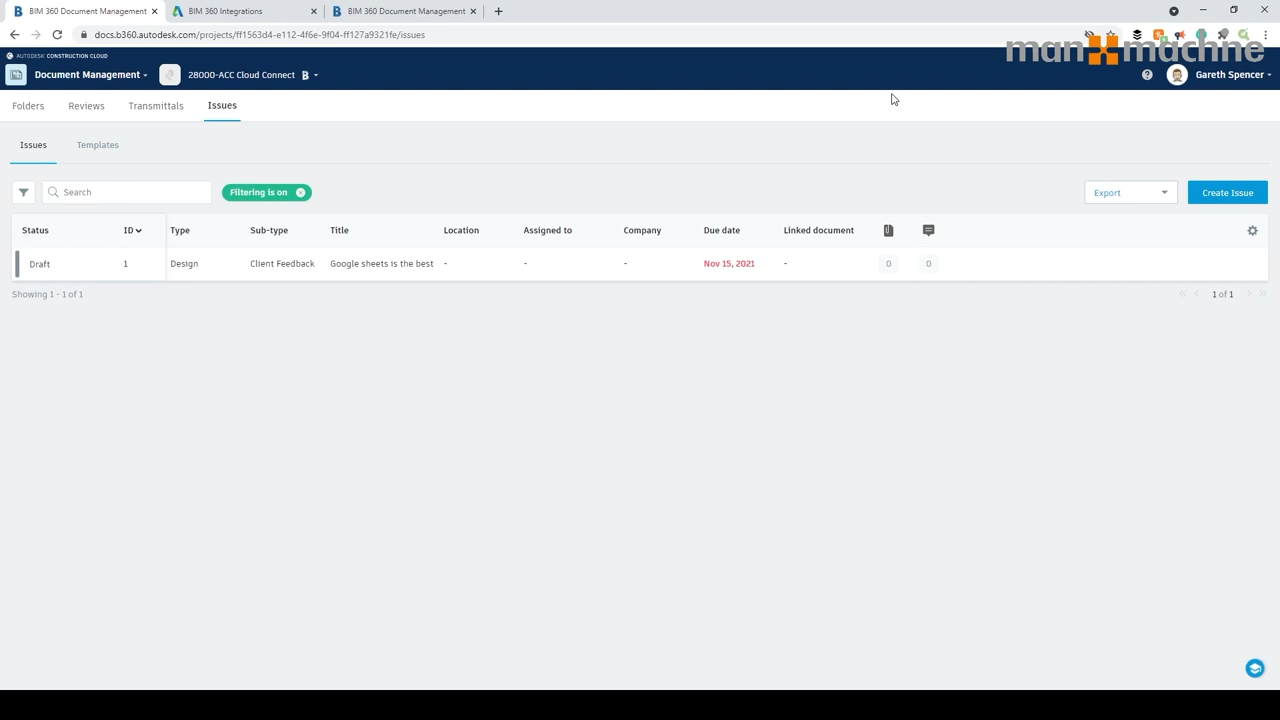 BIM 360 Document Management
BIM 360 Integrations
BIM 360 Document Management
docs.b360.autodesk.com/projects/ff1563d4-e112-4f6e-9f04-ff127a9321fe/issues
man machine
AUTODESK CONSTRUCTION CLOUD
Document Management
28000-ACC Cloud Connect
B
Gareth Spencer
Folders
Reviews
Transmittals
Issues
Issues
Templates
Search
Filtering is on
Export
Create Issue
Status ID Type Sub-type Title Location Assigned to Company Due date Linked document
Draft 1 Design Client Feedback Google sheets is the best - - - Nov 15, 2021 - 0 0
Showing 1 - 1 of 1
1 of 1